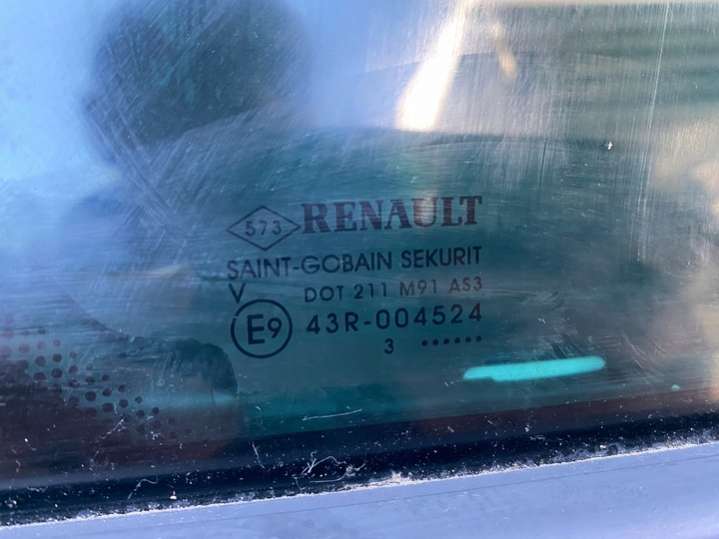 573 RENAULT
SAINT-GOBAIN SEKURIT
V DOT 211 M91 AS3
E9 43R-004524
3 ••••••